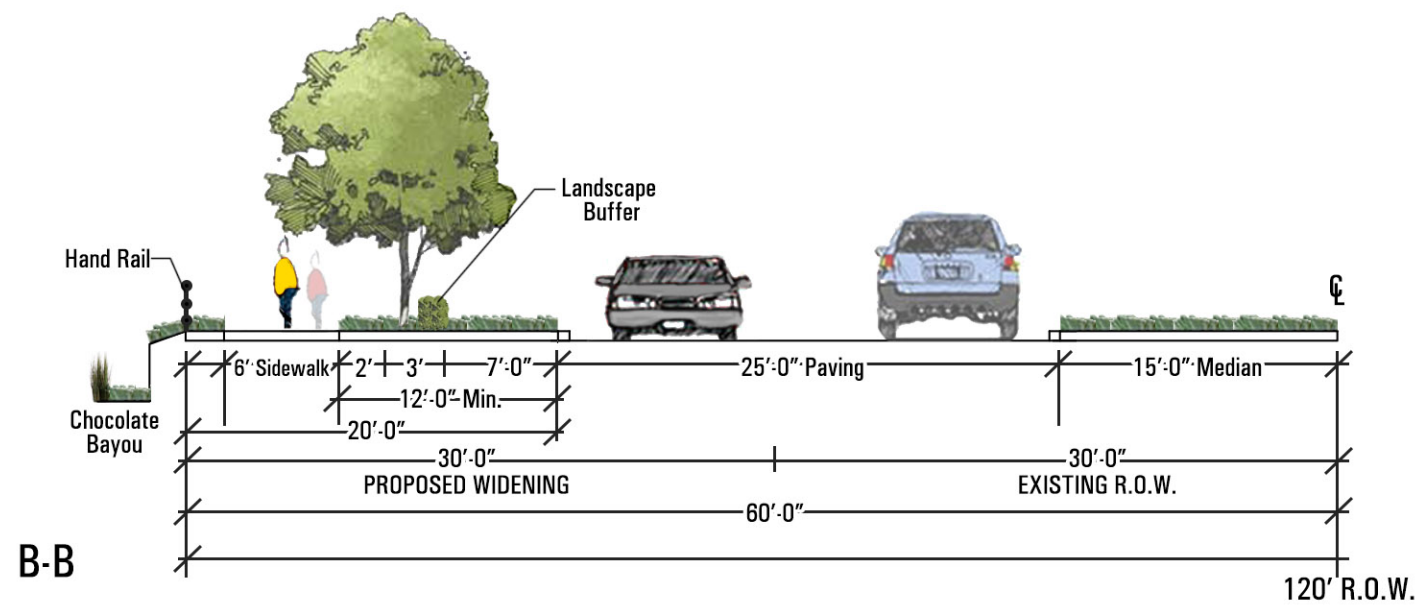 Landscape
Buffer
Hand Rail
℄
6' Sidewalk 2' 3' 7'-0" 25'-0" Paving 15'-0" Median
12'-0" Min.
Chocolate
Bayou
20'-0"
30'-0" 30'-0"
PROPOSED WIDENING EXISTING R.O.W.
60'-0"
B-B
120' R.O.W.